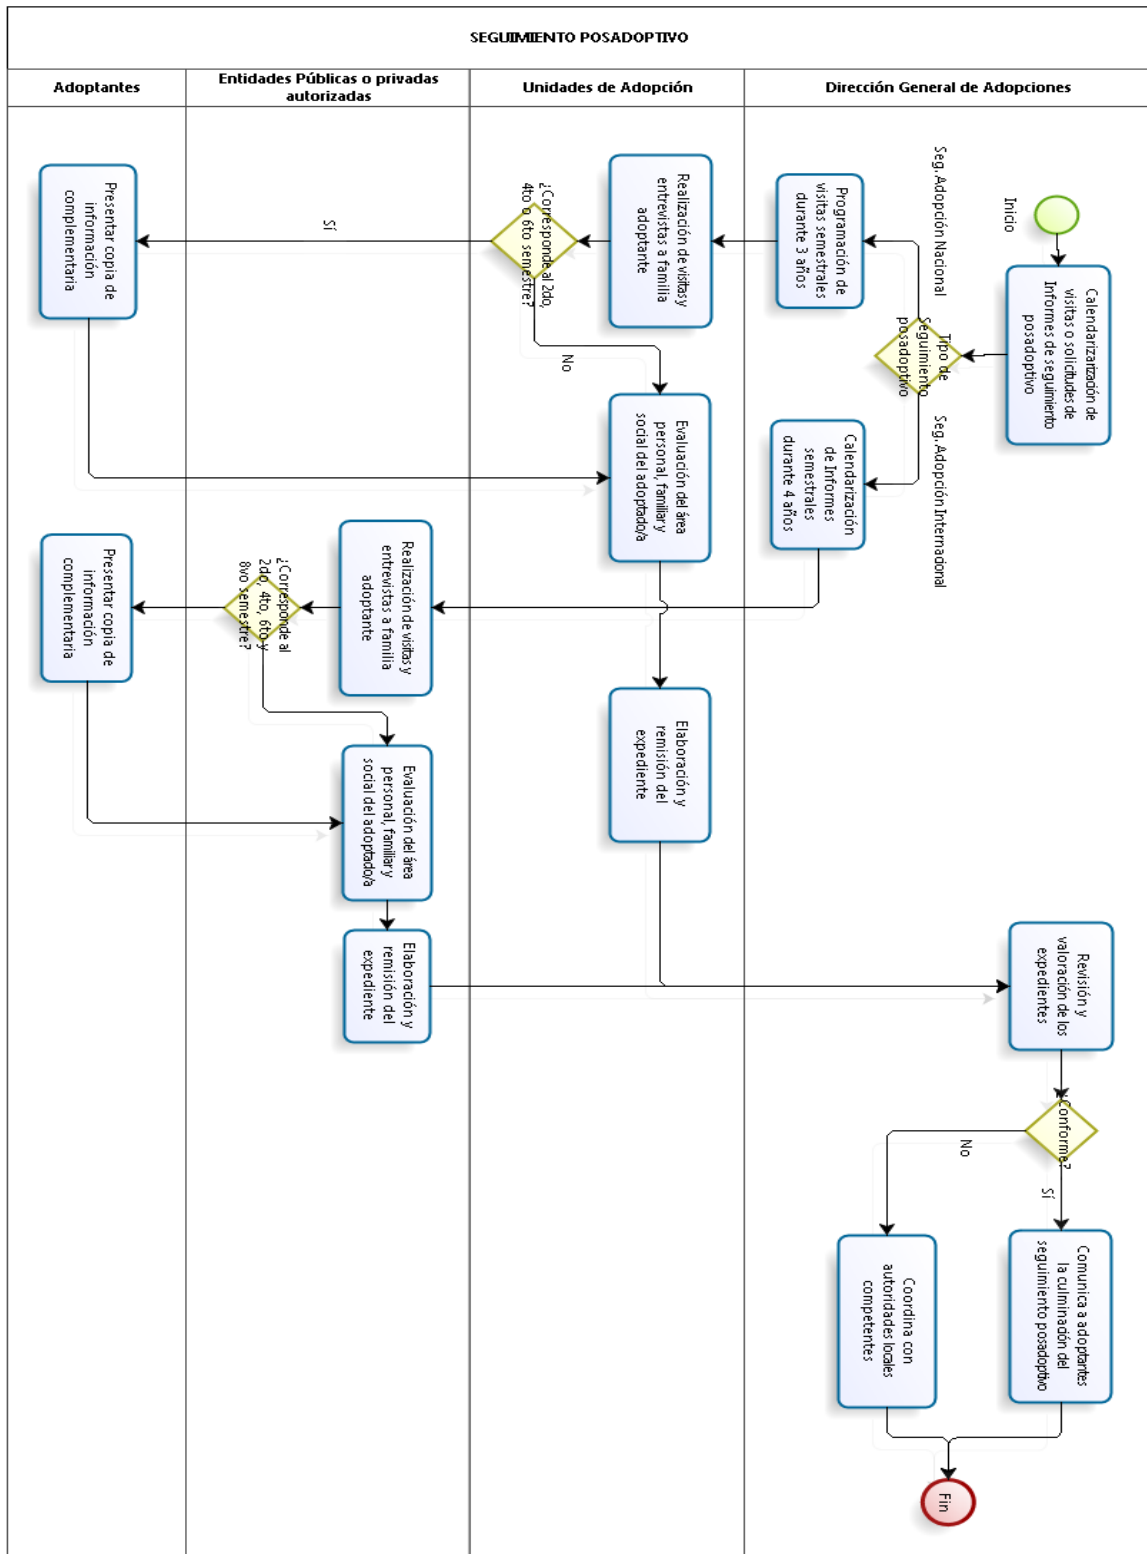 SEGUIMIENTO POSADOPTIVO
Adoptantes
Entidades Públicas o privadas
autorizadas
Unidades de Adopción
Dirección General de Adopciones
Inicio
Calendarizarización de
visitas o solicitudes de
Informes de seguimiento
posadoptivo
Tipo de
Seguimiento
posadoptivo
Seg. Adopción Nacional
Seg. Adopción Internacional
Programación de
visitas semestrales
durante 3 años
Calendarización
de Informes
semestrales
durante 4 años
Realización de visitas y
entrevistas a familia
adoptante
¿Corresponde al 2do,
4to o 6to semestre?
Sí
No
Presentar copia de
información
complementaria
Evaluación del área
personal, familiar y
social del adoptado/a
Elaboración y
remisión del
expediente
Realización de visitas y
entrevistas a familia
adoptante
¿Corresponde al
2do, 4to, 6to y
8vo semestre?
Presentar copia de
información
complementaria
Evaluación del área
personal, familiar y
social del adoptado/a
Elaboración y
remisión del
expediente
Revisión y
valoración de los
expedientes
¿Conforme?
No
Sí
Coordina con
autoridades locales
competentes
Comunica a adoptantes
la culminación del
seguimiento posadoptivo
Fin